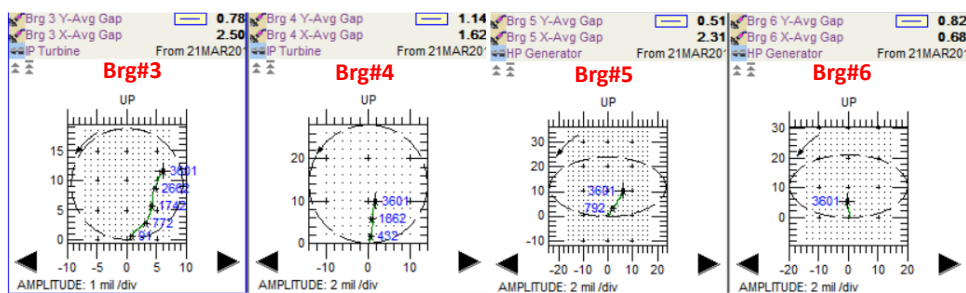 Brg 3 Y-Avg Gap 0.78
Brg 3 X-Avg Gap 2.50
IP Turbine From 21MAR201
Brg#3
UP
15
10
5
0
3601
2662
1742
772
91
-10 -5 0 5 10
AMPLITUDE: 1 mil /div
Brg 4 Y-Avg Gap 1.14
Brg 4 X-Avg Gap 1.62
IP Turbine From 21MAR201
Brg#4
UP
20
10
0
3601
1662
432
-10 0 10
AMPLITUDE: 2 mil /div
Brg 5 Y-Avg Gap 0.51
Brg 5 X-Avg Gap 2.31
HP Generator From 21MAR201
Brg#5
UP
30
20
10
0
-10
3601
792
-20 -10 0 10 20
AMPLITUDE: 2 mil /div
Brg 6 Y-Avg Gap 0.82
Brg 6 X-Avg Gap 0.68
HP Generator From 21MAR201
Brg#6
UP
30
20
10
0
-10
3601
-20 -10 0 10 20
AMPLITUDE: 2 mil /div